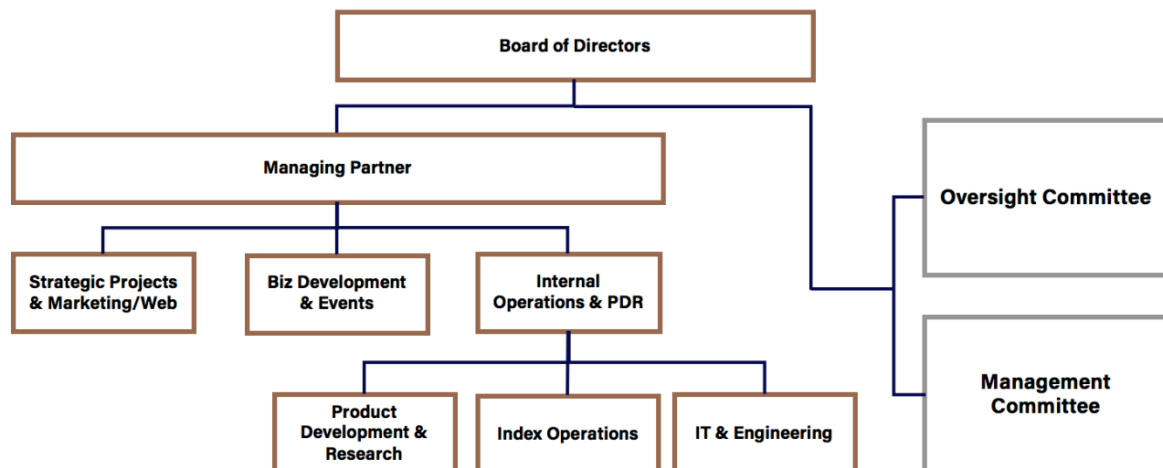 Board of Directors
Managing Partner
Oversight Committee
Strategic Projects
& Marketing/Web
Biz Development
& Events
Internal
Operations & PDR
Management
Committee
Product
Development &
Research
Index Operations
IT & Engineering